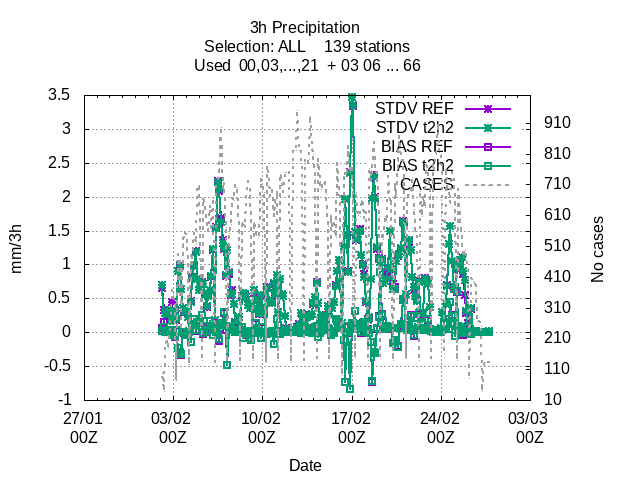 3h Precipitation
Selection: ALL 139 stations
Used 00,03,...,21 + 03 06 ... 66
3.5
3
2.5
2
1.5
1
0.5
0
-0.5
-1
mm/3h
STDV REF
STDV t2h2
BIAS REF
BIAS t2h2
CASES
910
810
710
610
510
410
310
210
110
10
No cases
27/01 03/02 10/02 17/02 24/02 03/03
00Z 00Z 00Z 00Z 00Z 00Z
Date